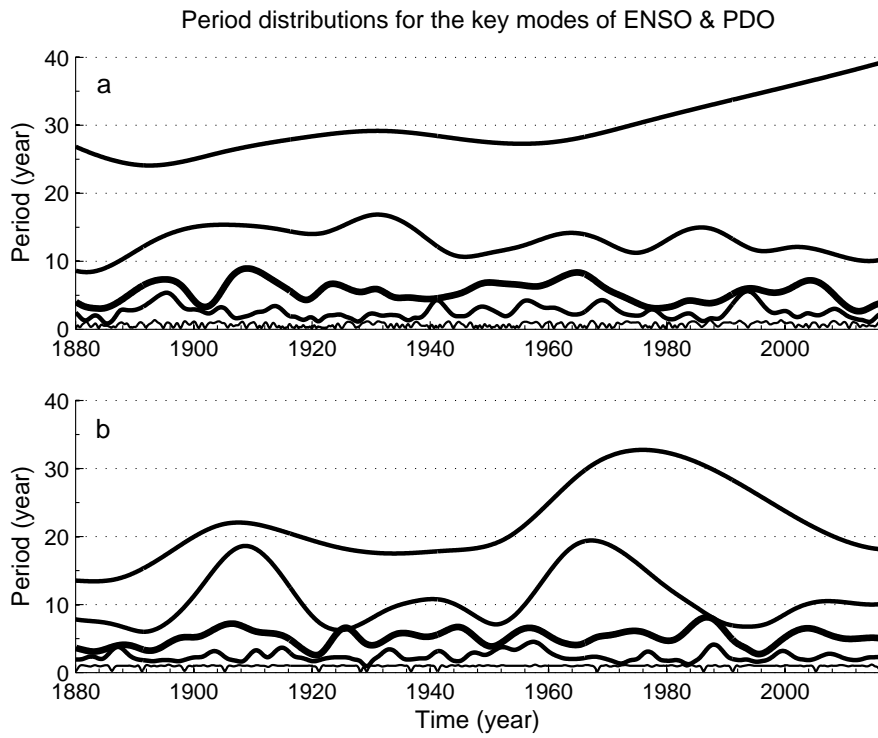 Period distributions for the key modes of ENSO & PDO
a
Period (year)
40
30
20
10
0
1880 1900 1920 1940 1960 1980 2000
b
Period (year)
40
30
20
10
0
1880 1900 1920 1940 1960 1980 2000
Time (year)